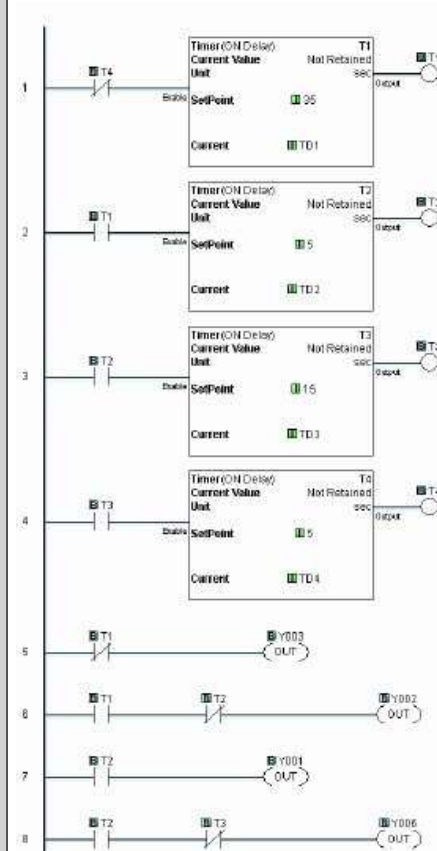 Timer(ON Delay) T1
Current Value Not Retained
Unit sec
T4
1
Enable
Output
SetPoint 35
Current TD1
Timer(ON Delay) T2
Current Value Not Retained
Unit sec
T1
2
Enable
Output
SetPoint 5
Current TD2
Timer(ON Delay) T3
Current Value Not Retained
Unit sec
T2
3
Enable
Output
SetPoint 15
Current TD3
Timer(ON Delay) T4
Current Value Not Retained
Unit sec
T3
4
Enable
Output
SetPoint 5
Current TD4
B T1 B Y003
5 OUT
B T1 T2 Y002
6 OUT
B T2 B Y001
7 OUT
B T2 T3 Y006
8 OUT